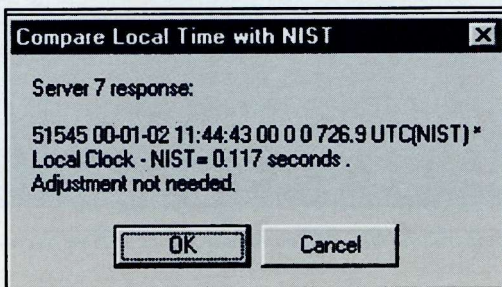 Compare Local Time with NIST
Server 7 response:
51545 00-01-02 11:44:43 00 0 0 726.9 UTC(NIST) *
Local Clock - NIST= 0.117 seconds .
Adjustment not needed.
OK
Cancel